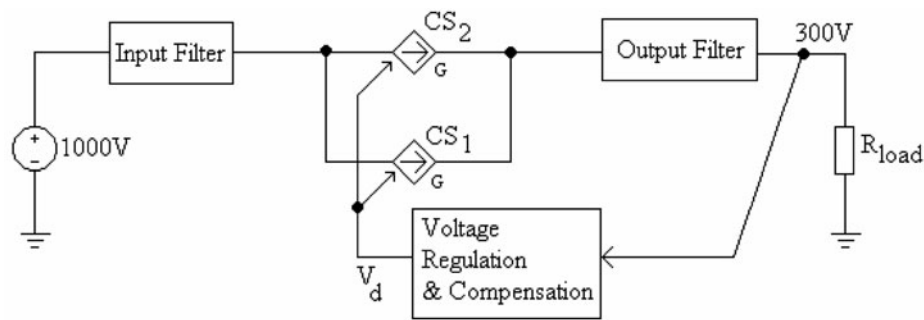 CS2
300V
Input Filter
G
Output Filter
1000V
CS1
G
Rload
Voltage
Regulation
& Compensation
Vd
+
−